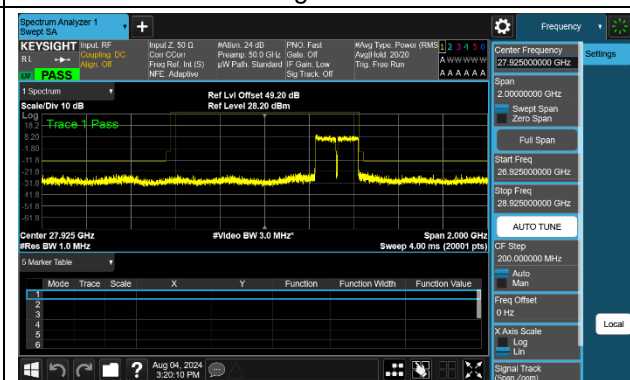 Spectrum Analyzer 1
Swept SA
Frequency
KEYSIGHT
Input: RF
Coupling: DC
Align: Off
Input Z: 50 Ω
Corr CCorr
Freq Ref: Int (S)
NFE: Adaptive
#Atten: 24 dB
Preamp: 50.0 GHz
µW Path: Standard
PNO: Fast
Gate: Off
IF Gain: Low
Sig Track: Off
#Avg Type: Power (RMS
Avg|Hold: 20/20
Trig: Free Run
1 2 3 4 5 6
A W W W W W
A A A A A A
PASS
1 Spectrum
Scale/Div 10 dB
Ref Lvl Offset 49.20 dB
Ref Level 28.20 dBm
Log
Trace 1 Pass
18.2
8.20
-1.80
-11.8
-21.8
-31.8
-41.8
-51.8
-61.8
Center 27.925 GHz
#Res BW 1.0 MHz
#Video BW 3.0 MHz*
Span 2.000 GHz
Sweep 4.00 ms (20001 pts)
5 Marker Table
Mode Trace Scale X Y Function Function Width Function Value
1
2
3
4
5
6
Aug 04, 2024
3:20:10 PM
Center Frequency
27.925000000 GHz
Settings
Span
2.00000000 GHz
Swept Span
Zero Span
Full Span
Start Freq
26.925000000 GHz
Stop Freq
28.925000000 GHz
AUTO TUNE
CF Step
200.000000 MHz
Auto
Man
Freq Offset
0 Hz
X Axis Scale
Log
Lin
Local
Signal Track
(Span Zoom)